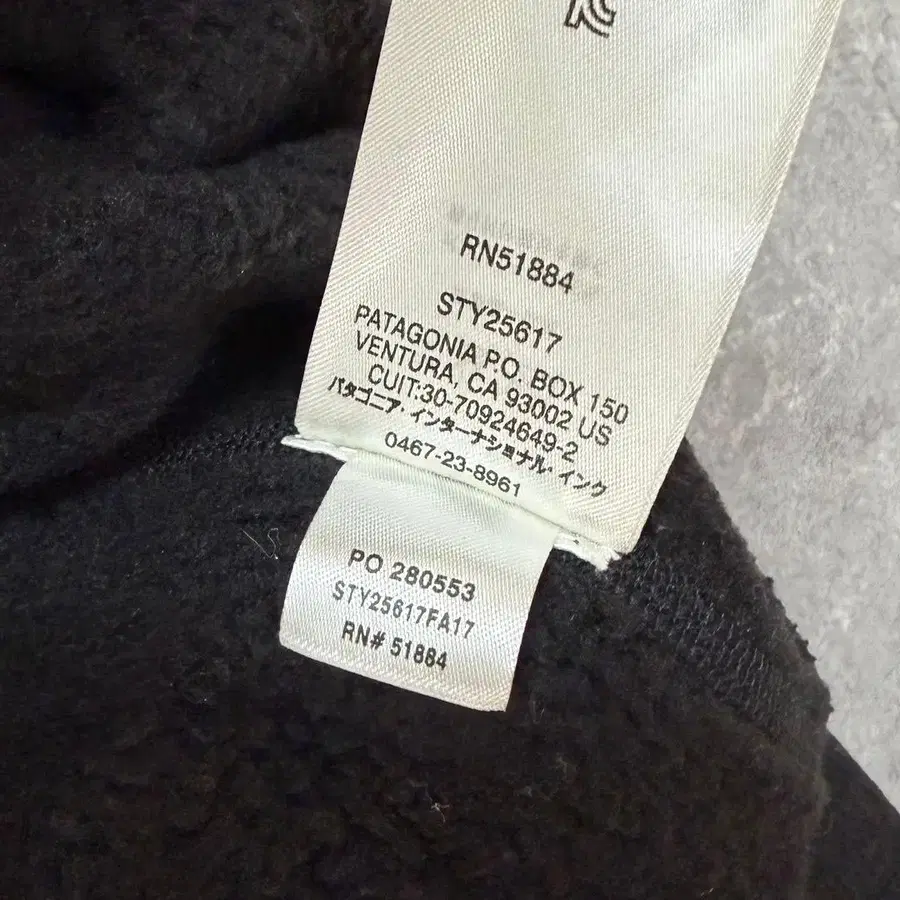 RN51884
STY25617
PATAGONIA P.O. BOX 150
VENTURA, CA 93002 US
CUIT:30-70924649-2
パタゴニア・インターナショナル・インク
0467-23-8961
PO 280553
STY25617FA17
RN# 51884